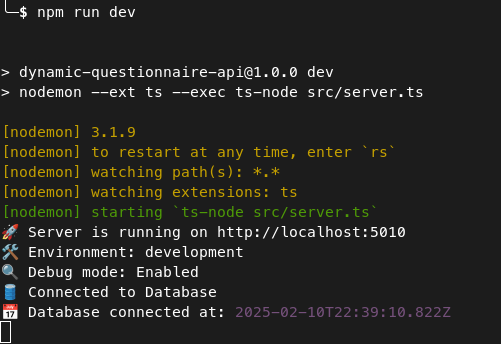 ╰─$ npm run dev
> dynamic-questionnaire-api@1.0.0 dev
> nodemon --ext ts --exec ts-node src/server.ts
[nodemon] 3.1.9
[nodemon] to restart at any time, enter `rs`
[nodemon] watching path(s): *.*
[nodemon] watching extensions: ts
[nodemon] starting `ts-node src/server.ts`
🚀 Server is running on http://localhost:5010
🛠️ Environment: development
🔍 Debug mode: Enabled
🛢️ Connected to Database
📅 Database connected at: 2025-02-10T22:39:10.822Z